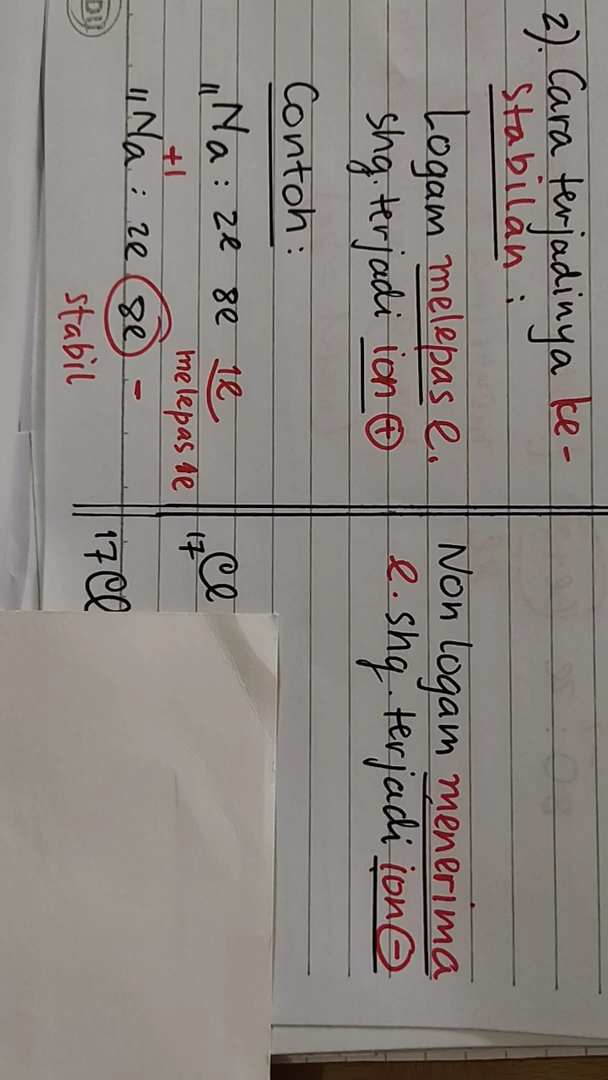 2). Cara terjadinya ke-
stabilan :
Logam melepas e.
shg. terjadi ion ⊕
Contoh :
11Na : 2e 8e 1e
melepas 1e
+1
11Na : 2e 8e -
stabil
Non logam menerima
e. shg. terjadi ion ⊖
17Cl
17Cl